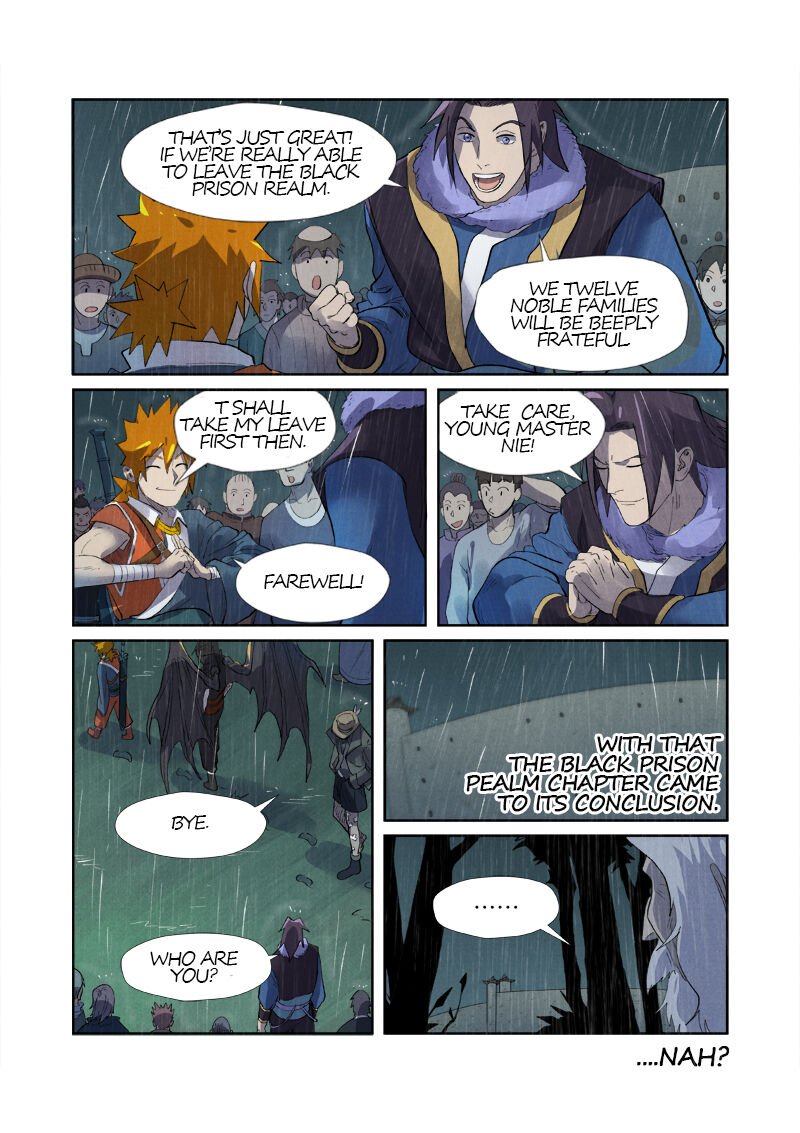 THAT'S JUST GREAT!
IF WE'RE REALLY ABLE
TO LEAVE THE BLACK
PRISON REALM.
WE TWELVE
NOBLE FAMILIES
WILL BE BEEPLY
FRATEFUL.
T SHALL
TAKE MY LEAVE
FIRST THEN.
FAREWELL!
TAKE CARE,
YOUNG MASTER
NIE!
BYE.
WHO ARE
YOU?
WITH THAT
THE BLACK PRISON
PEALM CHAPTER CAME
TO ITS CONCLUSION.
......
....NAH?